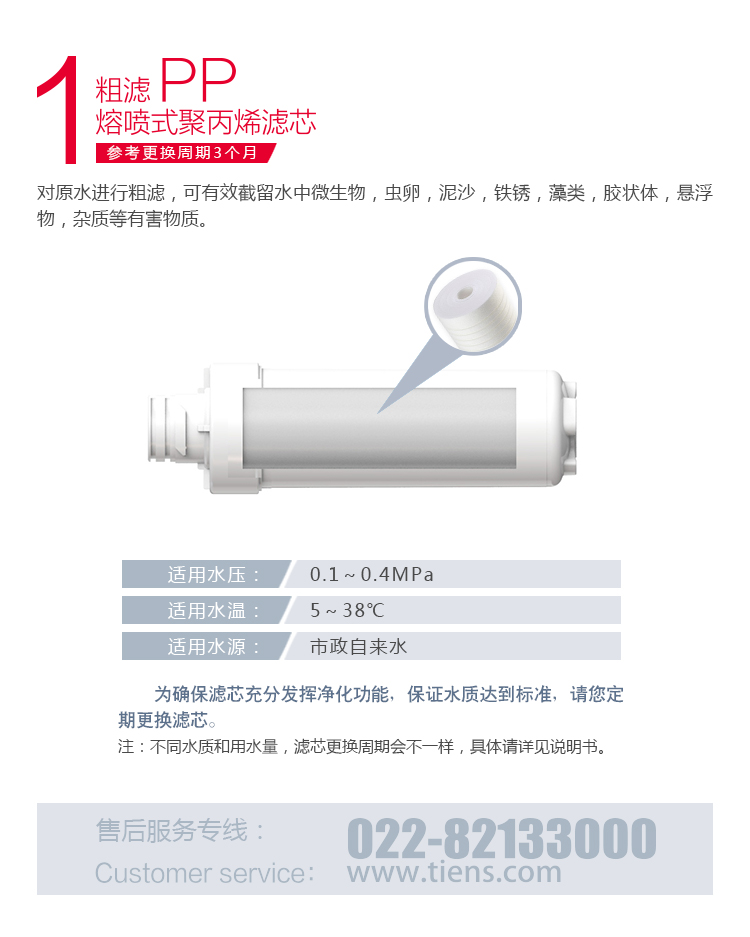 1
粗滤 PP
熔喷式聚丙烯滤芯
参考更换周期3个月
对原水进行粗滤，可有效截留水中微生物，虫卵，泥沙，铁锈，藻类，胶状体，悬浮
物，杂质等有害物质。
适用水压： 0.1～0.4MPa
适用水温： 5～38℃
适用水源： 市政自来水
为确保滤芯充分发挥净化功能，保证水质达到标准，请您定
期更换滤芯。
注：不同水质和用水量，滤芯更换周期会不一样，具体请详见说明书。
售后服务专线： 022-82133000
Customer service： www.tiens.com